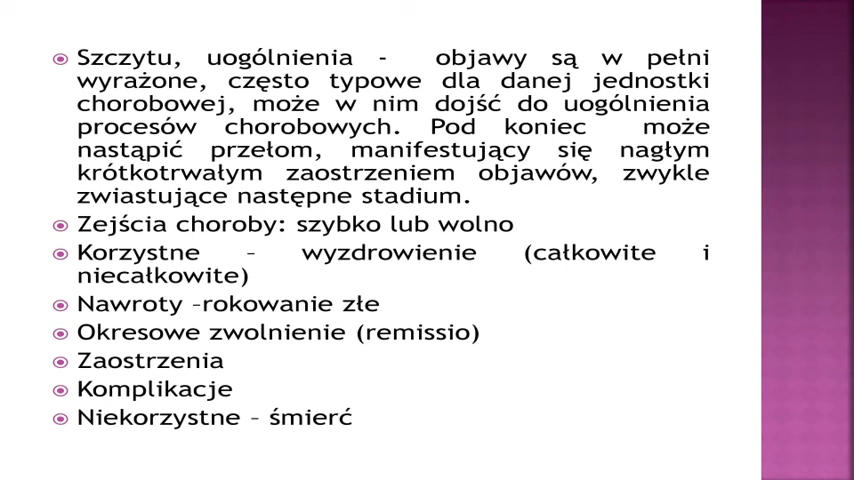 Szczytu, uogólnienia - objawy są w pełni
wyrażone, często typowe dla danej jednostki
chorobowej, może w nim dojść do uogólnienia
procesów chorobowych. Pod koniec może
nastąpić przełom, manifestujący się nagłym
krótkotrwałym zaostrzeniem objawów, zwykle
zwiastujące następne stadium.
Zejścia choroby: szybko lub wolno
Korzystne – wyzdrowienie (całkowite i
niecałkowite)
Nawroty –rokowanie złe
Okresowe zwolnienie (remissio)
Zaostrzenia
Komplikacje
Niekorzystne – śmierć